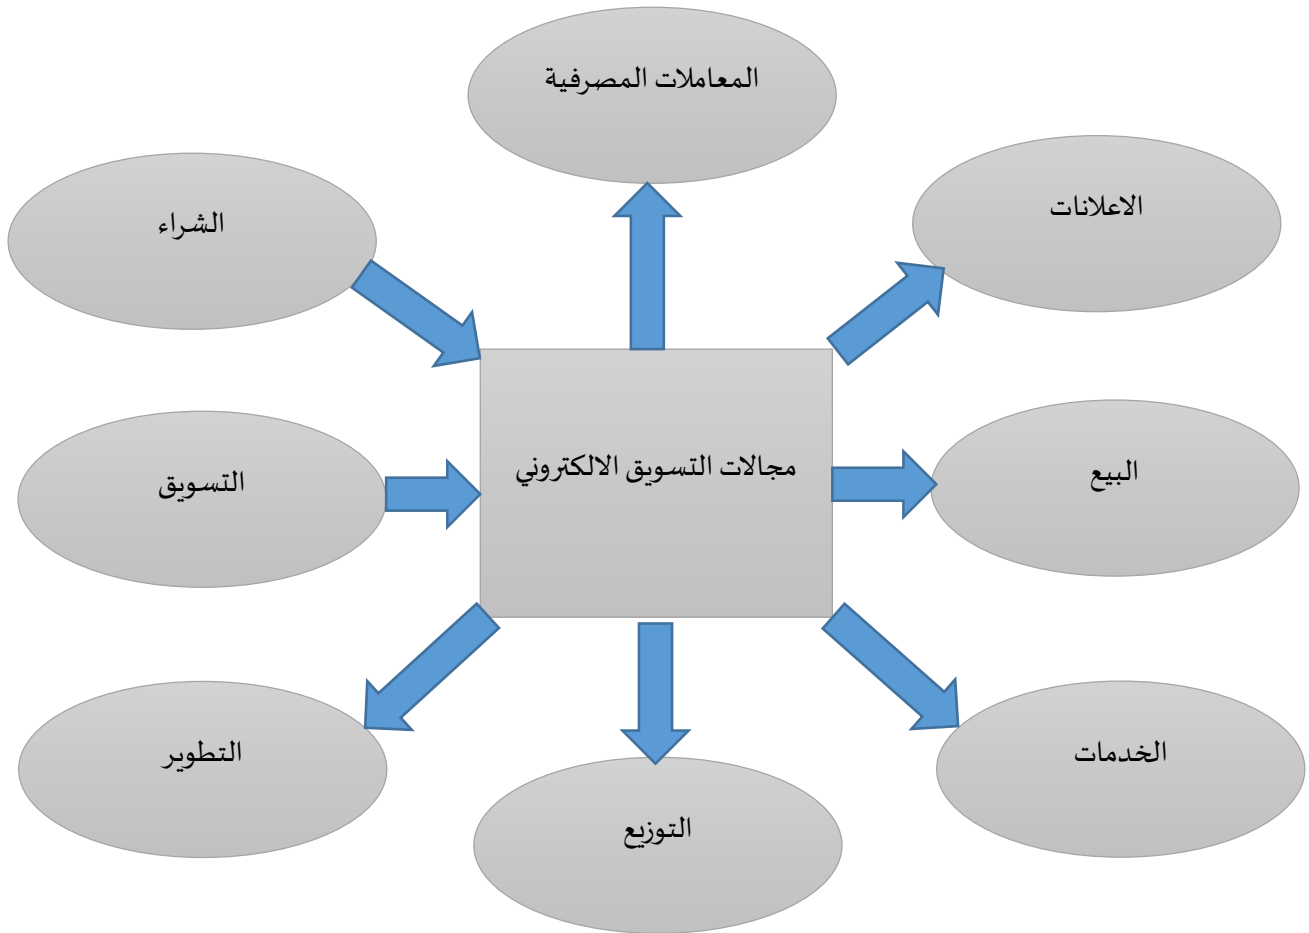 المعاملات المصرفية
الاعلانات
الشراء
مجالات التسويق الالكتروني
البيع
التسويق
الخدمات
التطوير
التوزيع